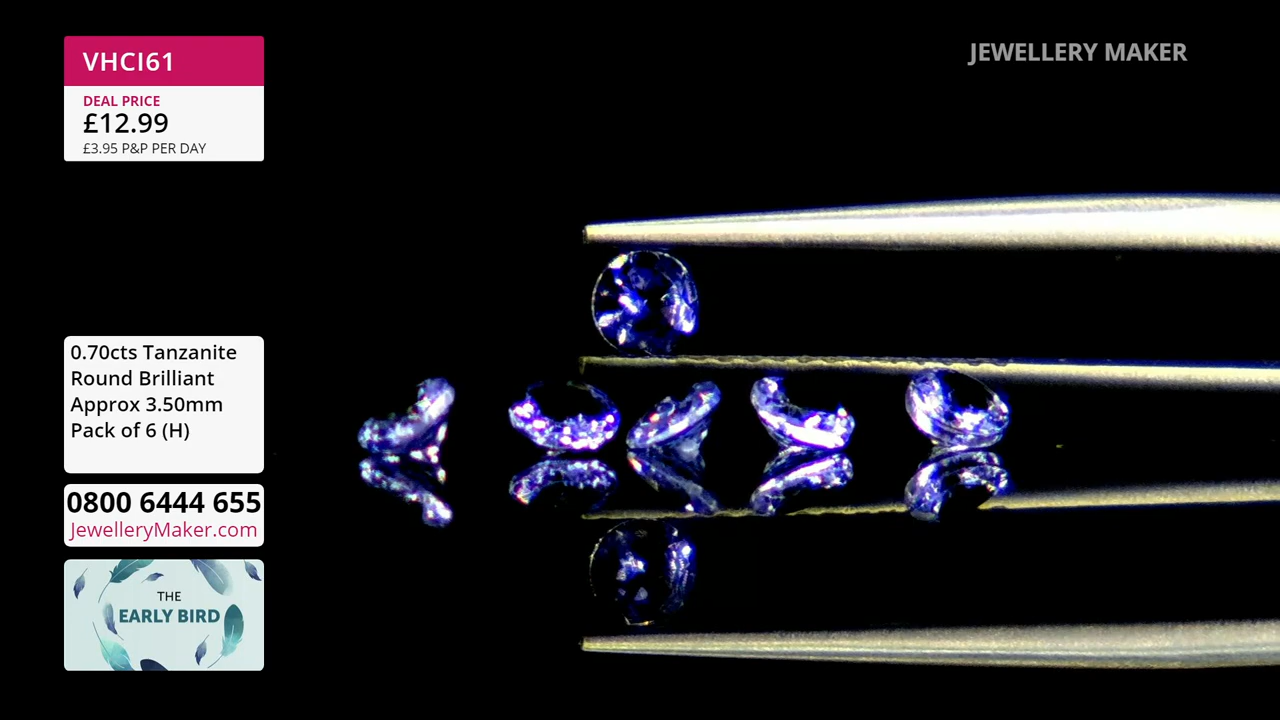 VHCI61
DEAL PRICE
£12.99
£3.95 P&P PER DAY
JEWELLERY MAKER
0.70cts Tanzanite
Round Brilliant
Approx 3.50mm
Pack of 6 (H)
0800 6444 655
JewelleryMaker.com
THE
EARLY BIRD